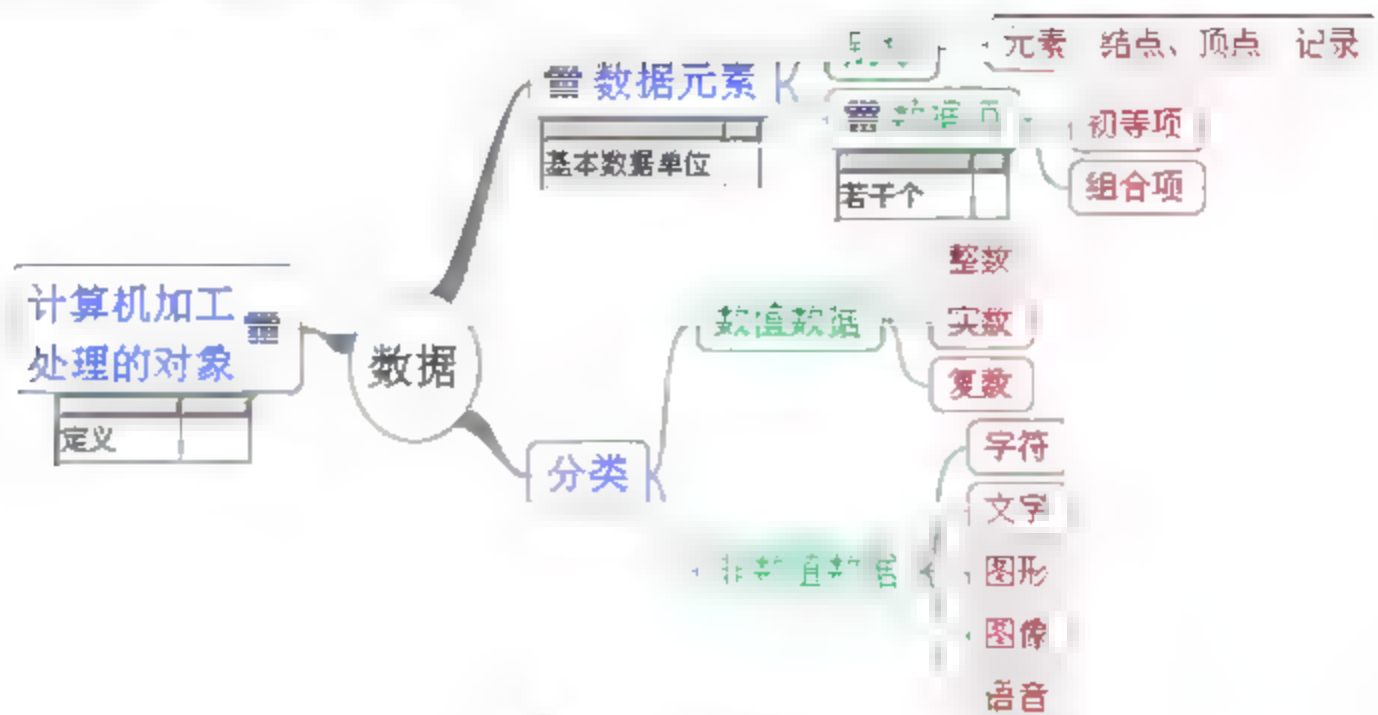 元素 结点、顶点 记录
数据元素
基本数据单位
初等项
若干个
组合项
计算机加工
处理的对象
定义
数据
分类
数值数据
整数
实数
复数
字符
文字
图形
图像
语音